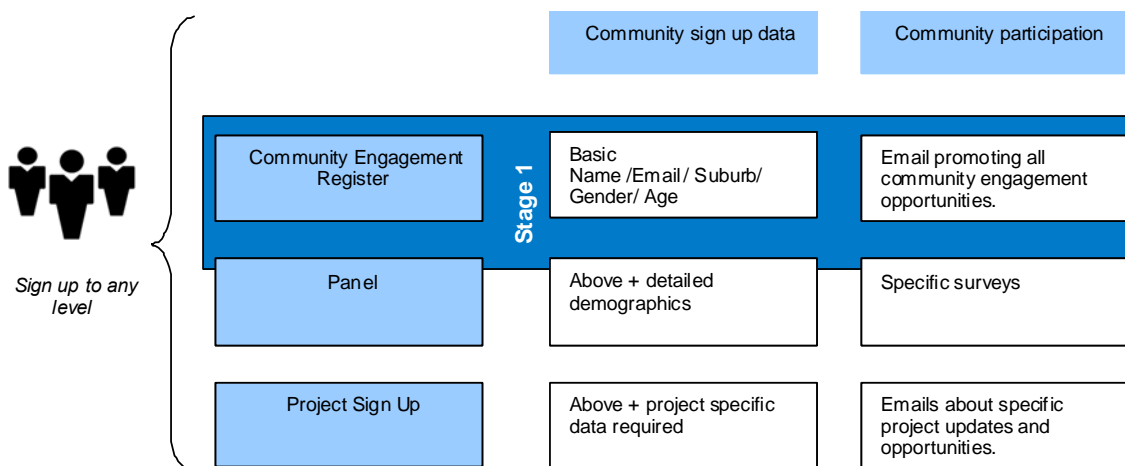 Community sign up data
Community participation
Community Engagement
Register
Stage 1
Basic
Name /Email / Suburb/
Gender/ Age
Email promoting all
community engagement
opportunities.
Sign up to any
level
Panel
Above + detailed
demographics
Specific surveys
Project Sign Up
Above + project specific
data required
Emails about specific
project updates and
opportunities.